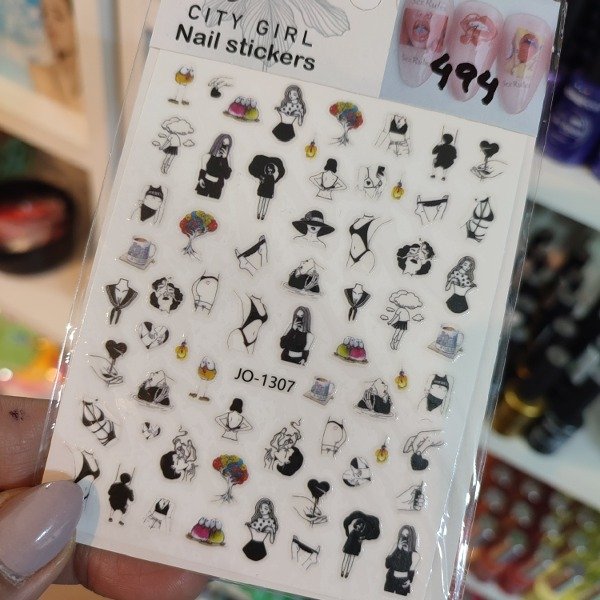 CITY GIRL
Nail stickers
494
JO-1307